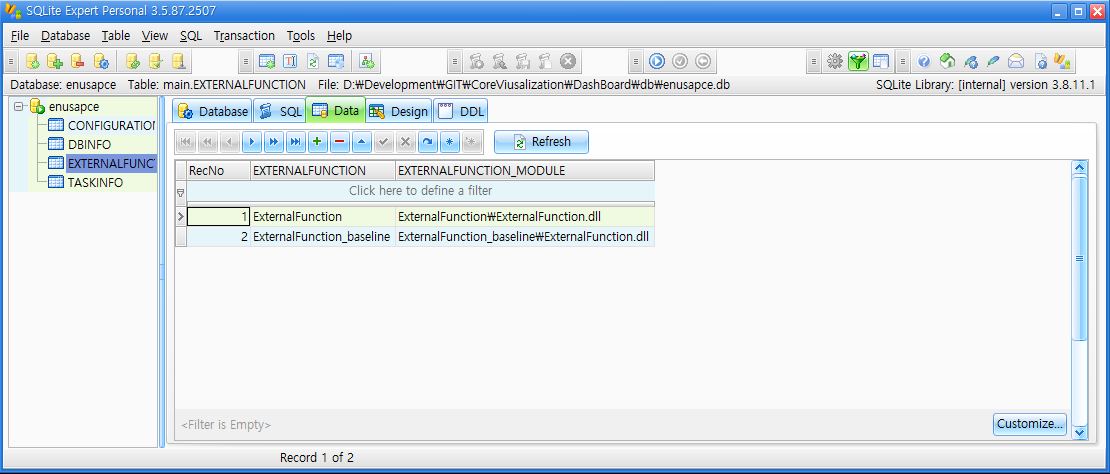 SQLite Expert Personal 3.5.87.2507
File Database Table View SQL Transaction Tools Help
Database: enusapce Table: main.EXTERNALFUNCTION File: D:₩Development₩GIT₩CoreViusalization₩DashBoard₩db₩enusapce.db SQLite Library: [internal] version 3.8.11.1
enusapce
CONFIGURATION
DBINFO
EXTERNALFUNC
TASKINFO
Database SQL Data Design DDL
Refresh
RecNo EXTERNALFUNCTION EXTERNALFUNCTION_MODULE
Click here to define a filter
1 ExternalFunction ExternalFunction₩ExternalFunction.dll
2 ExternalFunction_baseline ExternalFunction_baseline₩ExternalFunction.dll
<Filter is Empty>
Customize...
Record 1 of 2